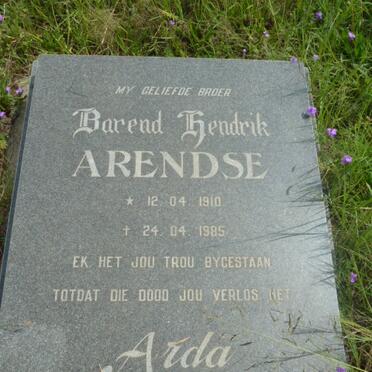 MY GELIEFDE BROER
Barend Hendrik
ARENDSE
* 12.04.1910
† 24.04.1985
EK HET JOU TROU BYGESTAAN
TOTDAT DIE DOOD JOU VERLOS HET
Arda